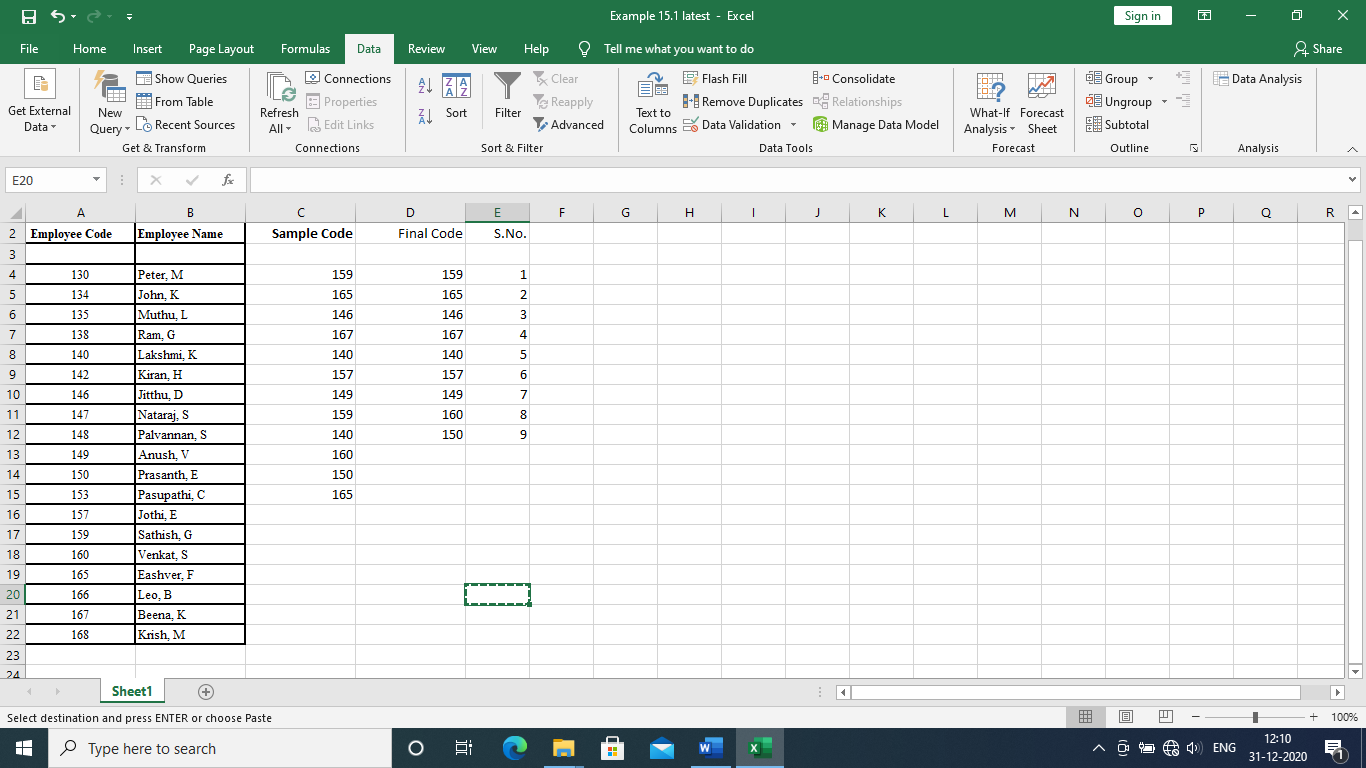 Example 15.1 latest - Excel
Sign in
File Home Insert Page Layout Formulas Data Review View Help Tell me what you want to do Share
Get External Data
New Query
Show Queries
From Table
Recent Sources
Get & Transform
Refresh All
Connections
Properties
Edit Links
Connections
Sort
Filter
Clear
Reapply
Advanced
Sort & Filter
Text to Columns
Flash Fill
Remove Duplicates
Data Validation
Consolidate
Relationships
Manage Data Model
Data Tools
What-If Analysis
Forecast Sheet
Forecast
Group
Ungroup
Subtotal
Outline
Data Analysis
Analysis
E20 fx
A B C D E F G H I J K L M N O P Q R
2 Employee Code Employee Name Sample Code Final Code S.No.
3
4 130 Peter, M 159 159 1
5 134 John, K 165 165 2
6 135 Muthu, L 146 146 3
7 138 Ram, G 167 167 4
8 140 Lakshmi, K 140 140 5
9 142 Kiran, H 157 157 6
10 146 Jitthu, D 149 149 7
11 147 Nataraj, S 159 160 8
12 148 Palvannan, S 140 150 9
13 149 Anush, V 160
14 150 Prasanth, E 150
15 153 Pasupathi, C 165
16 157 Jothi, E
17 159 Sathish, G
18 160 Venkat, S
19 165 Eashver, F
20 166 Leo, B
21 167 Beena, K
22 168 Krish, M
23
24
Sheet1
Select destination and press ENTER or choose Paste
100%
Type here to search
ENG
12:10
31-12-2020
1